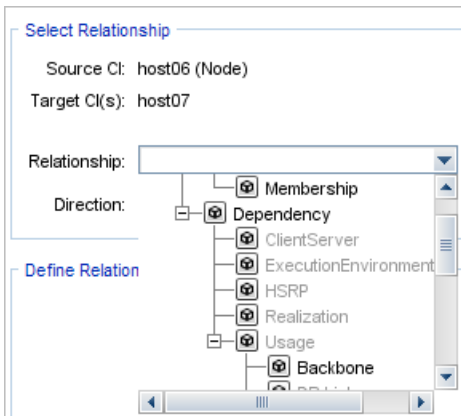 Select Relationship
Source CI: host06 (Node)
Target CI(s): host07
Relationship:
Membership
Direction:
Dependency
ClientServer
Define Relation
ExecutionEnvironment
HSRP
Realization
Usage
Backbone